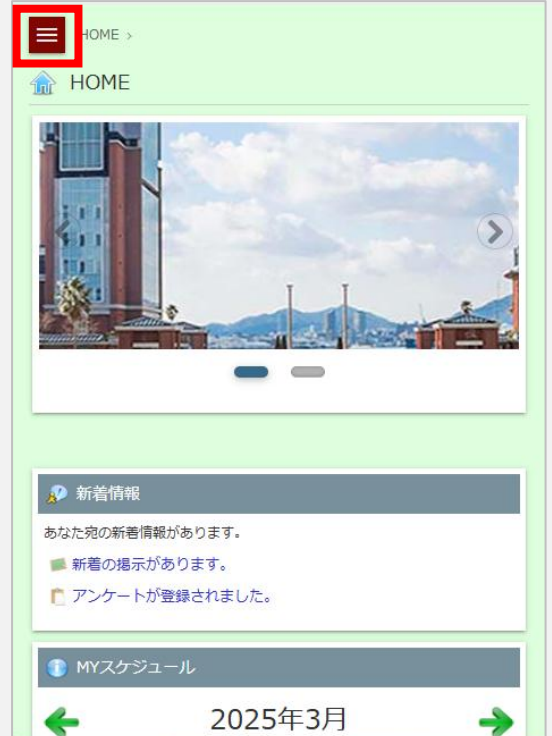 HOME >
HOME
新着情報
あなた宛の新着情報があります。
新着の掲示があります。
アンケートが登録されました。
MYスケジュール
2025年3月